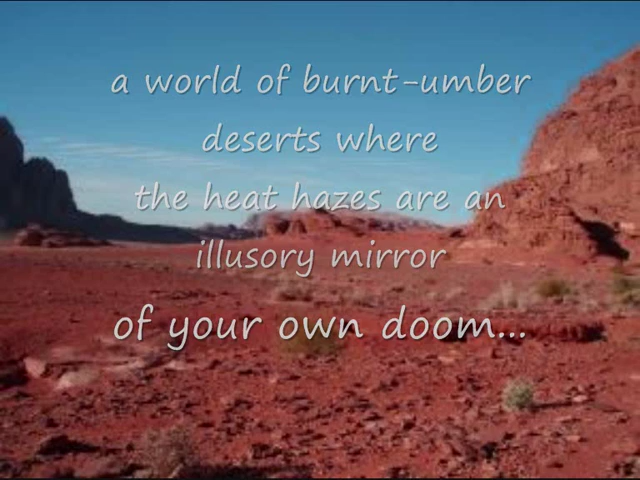 a world of burnt-umber
deserts where
the heat hazes are an
illusory mirror
of your own doom...